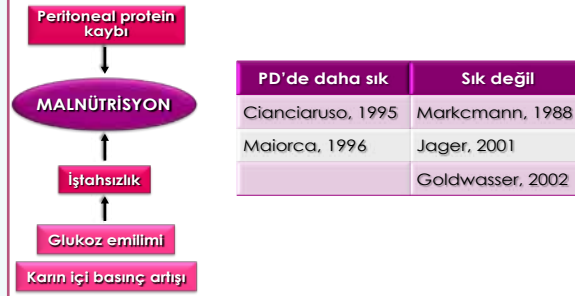 Peritoneal protein
kaybı
MALNÜTRİSYON
İştahsızlık
Glukoz emilimi
Karın içi basınç artışı
PD'de daha sık	Sık değil
Cianciaruso, 1995	Markcmann, 1988
Maiorca, 1996	Jager, 2001
Goldwasser, 2002